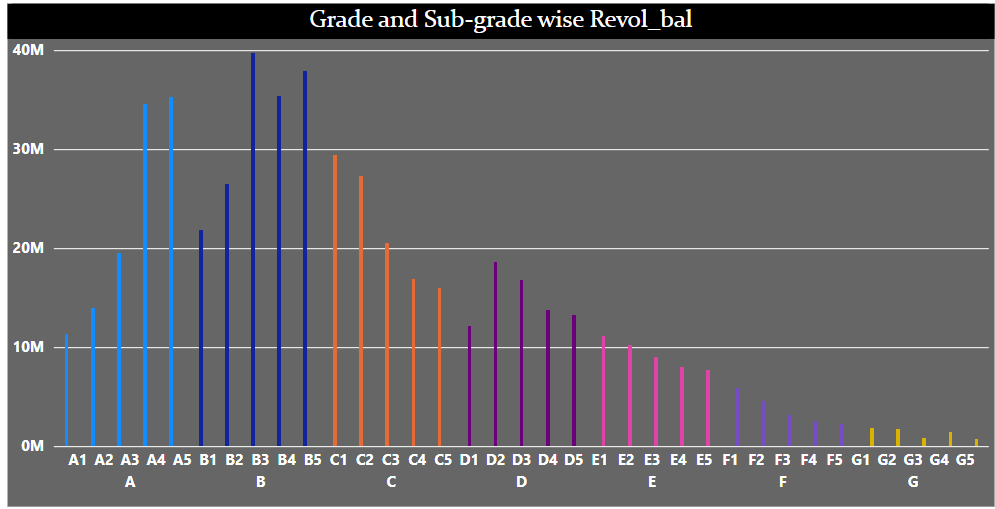 Grade and Sub-grade wise Revol_bal
40M
30M
20M
10M
0M
A1 A2 A3 A4 A5 B1 B2 B3 B4 B5 C1 C2 C3 C4 C5 D1 D2 D3 D4 D5 E1 E2 E3 E4 E5 F1 F2 F3 F4 F5 G1 G2 G3 G4 G5
A B C D E F G